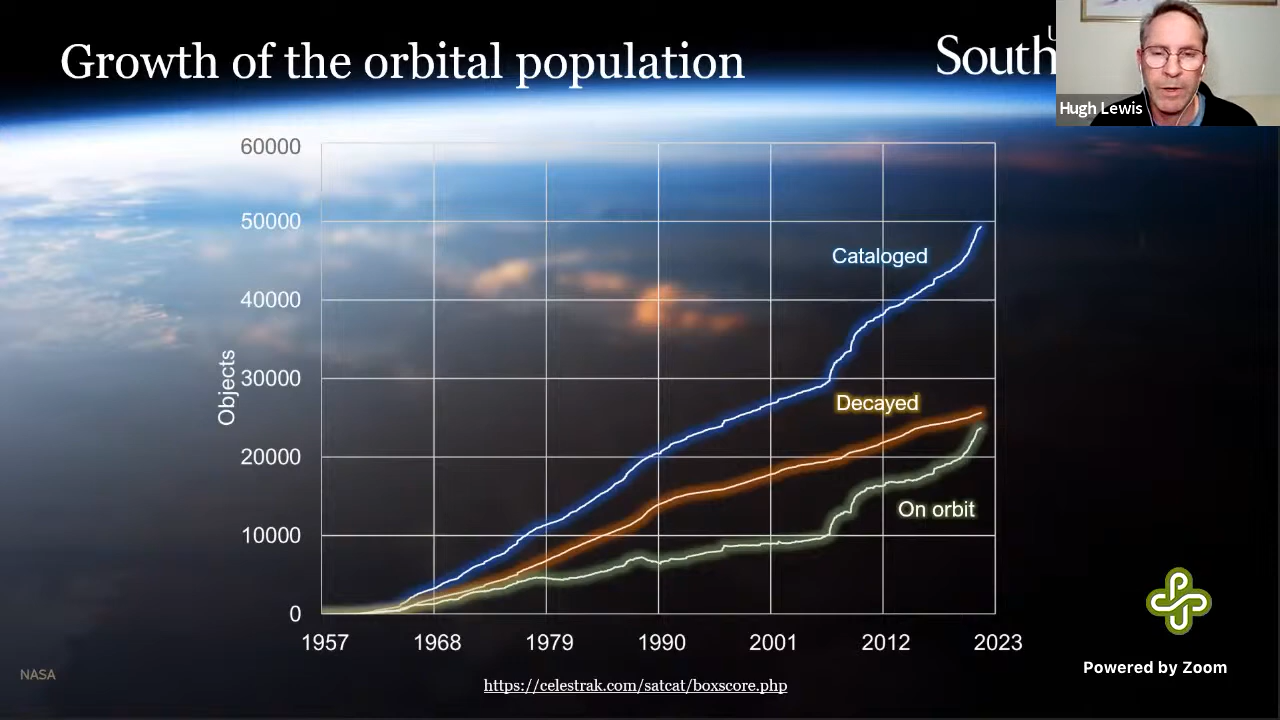 Growth of the orbital population
South
Hugh Lewis
60000
50000
Cataloged
40000
Objects
30000
Decayed
20000
On orbit
10000
0
1957 1968 1979 1990 2001 2012 2023
NASA
https://celestrak.com/satcat/boxscore.php
Powered by Zoom